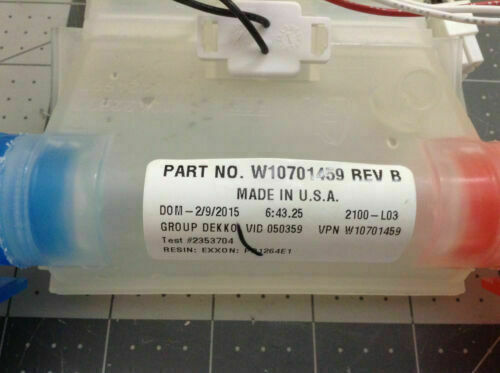 PART NO. W10701459 REV B
MADE IN U.S.A.
DOM-2/9/2015 6:43.25 2100-L03
GROUP DEKKO VIC 050359 VPN W10701459
Test #2353704
RESIN: EXXON: